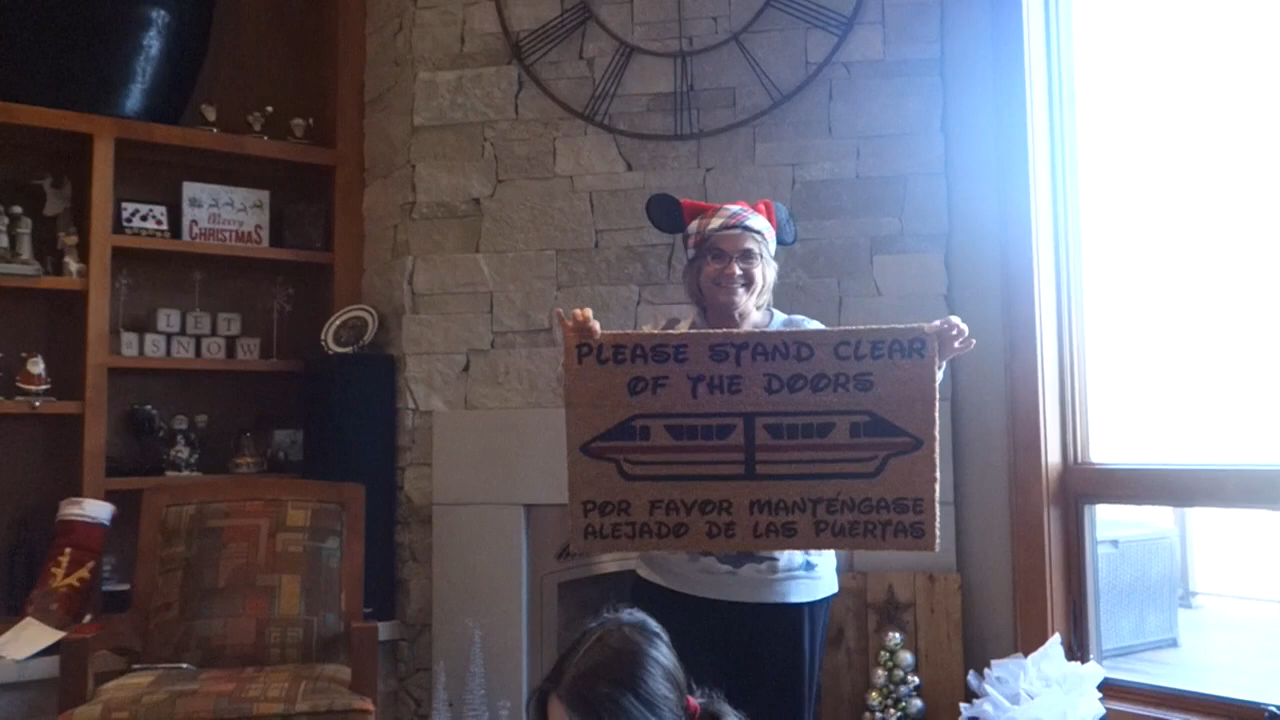 Merry
CHRISTMAS
LET
SNOW
PLEASE STAND CLEAR
OF THE DOORS
POR FAVOR MANTÉNGASE
ALEJADO DE LAS PUERTAS